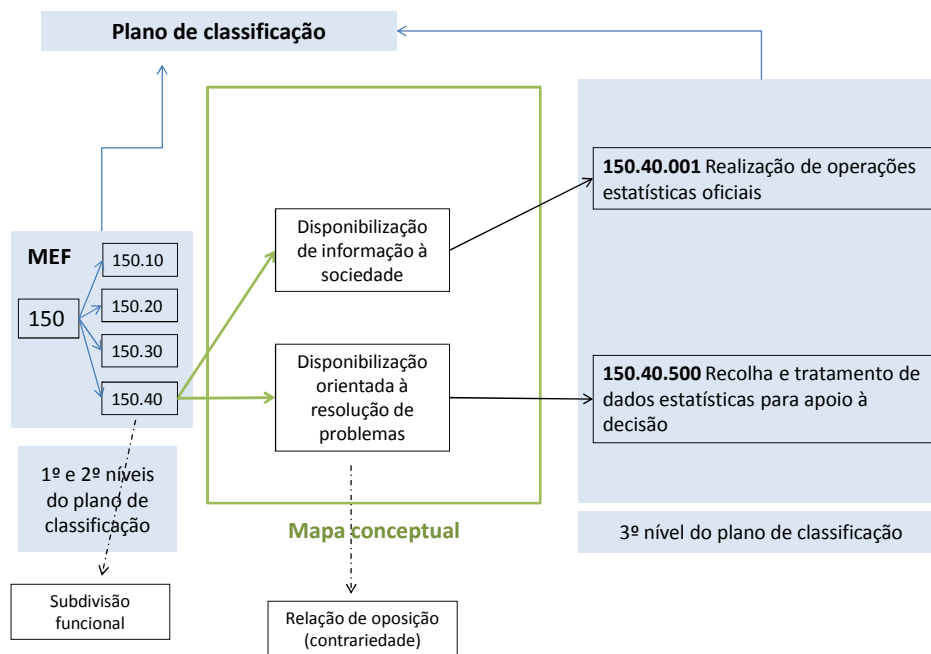 Plano de classificação
MEF
150
150.10
150.20
150.30
150.40
1º e 2º níveis
do plano de
classificação
Subdivisão
funcional
Disponibilização
de informação à
sociedade
Disponibilização
orientada à
resolução de
problemas
Mapa conceptual
Relação de oposição
(contrariedade)
150.40.001 Realização de operações
estatísticas oficiais
150.40.500 Recolha e tratamento de
dados estatísticas para apoio à
decisão
3º nível do plano de classificação